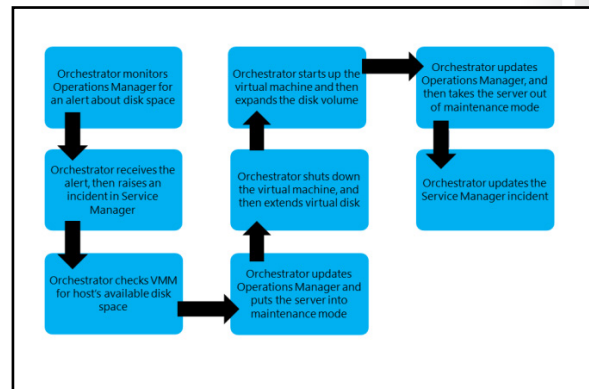 Orchestrator monitors
Operations Manager for
an alert about disk space
Orchestrator receives the
alert, then raises an
incident in Service
Manager
Orchestrator checks VMM
for host's available disk
space
Orchestrator updates
Operations Manager and
puts the server into
maintenance mode
Orchestrator shuts down
the virtual machine, and
then extends virtual disk
Orchestrator starts up the
virtual machine and then
expands the disk volume
Orchestrator updates
Operations Manager, and
then takes the server out
of maintenance mode
Orchestrator updates the
Service Manager incident